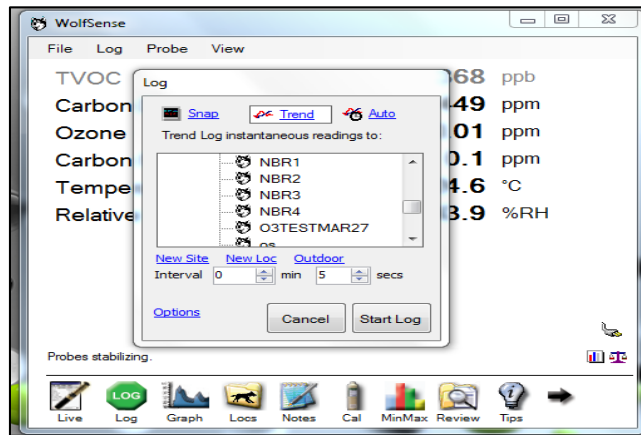 WolfSense
File Log Probe View
TVOC 368 ppb
Carbon 449 ppm
Ozone .01 ppm
Carbon 0.1 ppm
Tempe 4.6 °C
Relative 3.9 %RH
Log
Snap Trend Auto
Trend Log instantaneous readings to:
NBR1
NBR2
NBR3
NBR4
O3TESTMAR27
os
New Site New Loc Outdoor
Interval 0 min 5 secs
Options Cancel Start Log
Probes stabilizing.
LOG
Live Log Graph Locs Notes Cal MinMax Review Tips